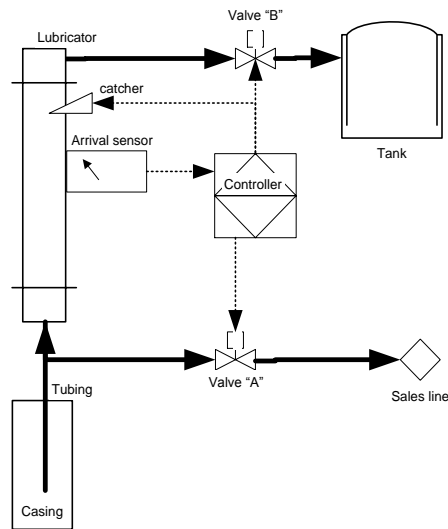 Valve “B”
Lubricator
catcher
Arrival sensor
Tank
Controller
Valve “A”
Tubing
Sales line
Casing